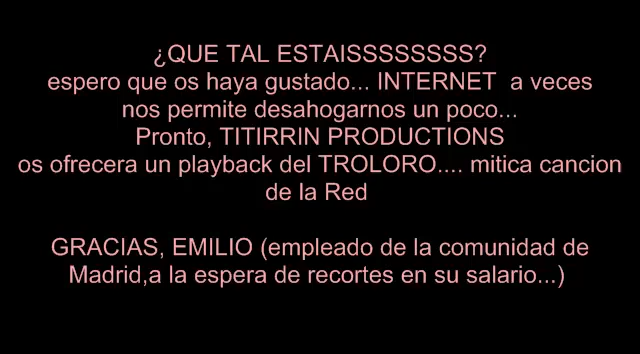 ¿QUE TAL ESTAISSSSSSSS?
espero que os haya gustado... INTERNET  a veces
nos permite desahogarnos un poco...
Pronto, TITIRRIN PRODUCTIONS
os ofrecera un playback del TROLORO.... mitica cancion
de la Red
GRACIAS, EMILIO (empleado de la comunidad de
Madrid,a la espera de recortes en su salario...)